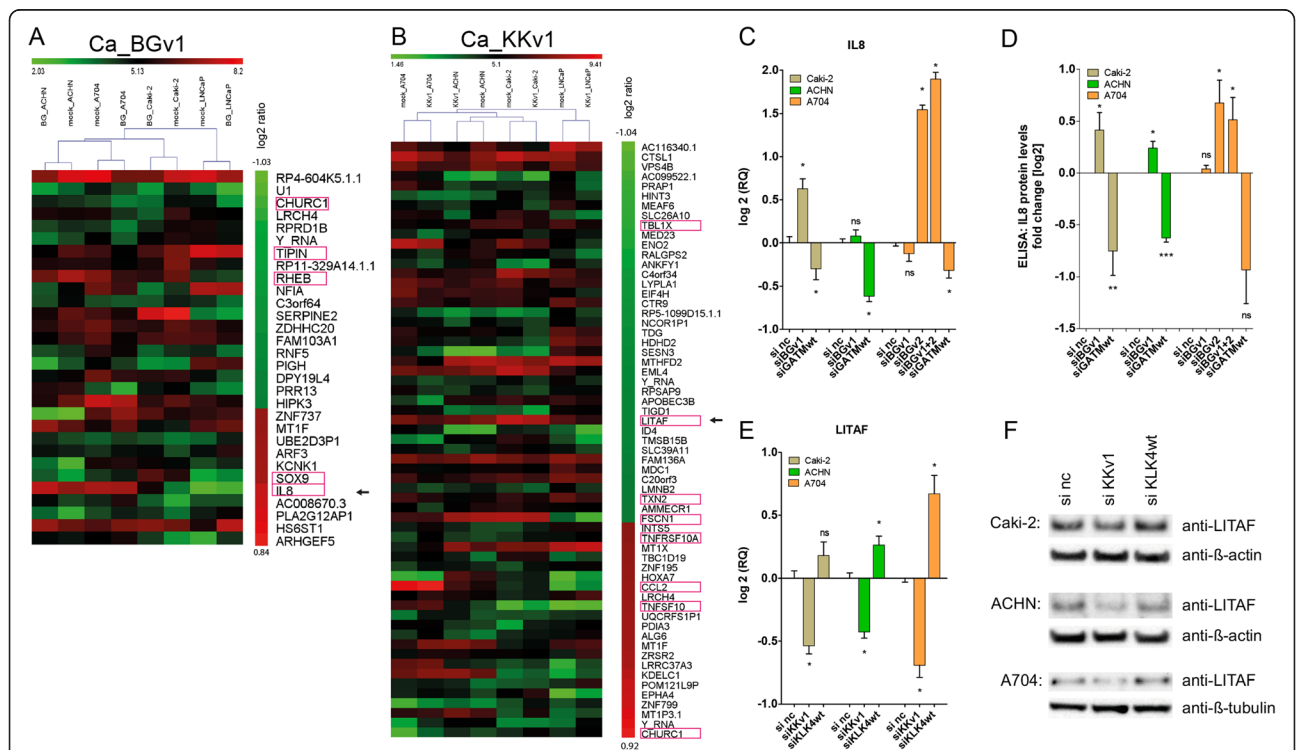 A
Ca_BGv1
2.03
5.13
8.2
BG_ACHN
mock_ACHN
mock_A704
BG_A704
BG_Caki-2
mock_Caki-2
mock_LNCaP
BG_LNCaP
log2 ratio
-1.03
RP4-604K5.1.1
U1
CHURC1
LRCH4
RPRD1B
Y_RNA
TIPIN
RP11-329A14.1.1
RHEB
NFIA
C3orf64
SERPINE2
ZDHHC20
FAM103A1
RNF5
PIGH
DPY19L4
PRR13
HIPK3
ZNF737
MT1F
UBE2D3P1
ARF3
KCNK1
SOX9
IL8
AC008670.3
PLA2G12AP1
HS6ST1
ARHGEF5
0.84
B
Ca_KKv1
1.46
5.1
9.41
mock_A704
KKv1_A704
KKv1_ACHN
mock_ACHN
mock_Caki-2
KKv1_Caki-2
mock_LNCaP
KKv1_LNCaP
log2 ratio
-1.04
AC116340.1
CTSL1
VPS4B
AC099522.1
PRAP1
HINT3
MEAF6
SLC26A10
TBL1X
MED23
ENO2
RALGPS2
ANKFY1
C4orf34
LYPLA1
EIF4H
CTR9
RP5-1099D15.1.1
NCOR1P1
TDG
HDHD2
SESN3
MTHFD2
EML4
Y_RNA
RPSAP9
APOBEC3B
TIGD1
LITAF
ID4
TMSB15B
SLC39A11
FAM136A
MDC1
C20orf3
LMNB2
TXN2
AMMECR1
FSCN1
INTS5
TNFRSF10A
MT1X
TBC1D19
ZNF195
HOXA7
CCL2
LRCH4
TNFSF10
UQCRFS1P1
PDIA3
ALG6
MT1F
ZRSR2
LRRC37A3
KDELC1
POM121L9P
EPHA4
ZNF799
MT1P3.1
Y_RNA
CHURC1
0.92
C
IL8
Caki-2
ACHN
A704
log 2 (RQ)
2.0
1.5
1.0
0.5
0.0
-0.5
-1.0
*
*
ns
*
ns
*
*
*
si nc
siBGv1
siGATMwt
si nc
siBGv1
siGATMwt
si nc
siBGv1
siBGv2
siBGv1+2
siGATMwt
D
Caki-2
ACHN
A704
ELISA: IL8 protein levels
fold change [log2]
1.5
1.0
0.5
0.0
-0.5
-1.0
-1.5
*
**
*
***
ns
*
*
ns
si nc
siBGv1
siGATMwt
si nc
siBGv1
siGATMwt
si nc
siBGv1
siBGv2
siBGv1+2
siGATMwt
E
LITAF
Caki-2
ACHN
A704
log 2 (RQ)
1.0
0.5
0.0
-0.5
-1.0
*
ns
*
*
*
*
si nc
siKKv1
siKLK4wt
si nc
siKKv1
siKLK4wt
si nc
siKKv1
siKLK4wt
F
si nc
si KKv1
si KLK4wt
Caki-2:
anti-LITAF
anti-ß-actin
ACHN:
anti-LITAF
anti-ß-actin
A704:
anti-LITAF
anti-ß-tubulin